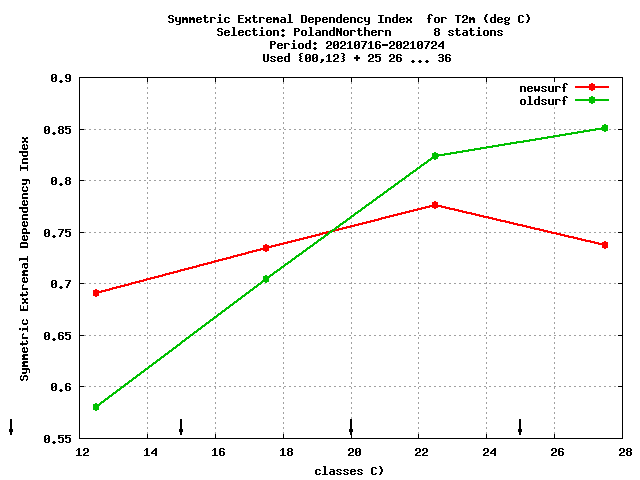 Symmetric Extremal Dependency Index  for T2m (deg C)
Selection: PolandNorthern      8 stations
Period: 20210716-20210724
Used {00,12} + 25 26 ... 36
newsurf
oldsurf
0.9
0.85
0.8
0.75
0.7
0.65
0.6
0.55
Symmetric Extremal Dependency Index
12 14 16 18 20 22 24 26 28
classes C)